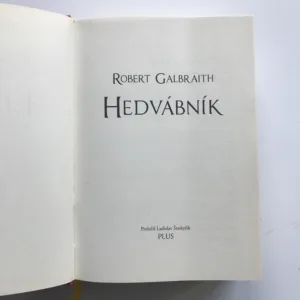 ROBERT GALBRAITH
HEDVÁBNÍK
Přeložil Ladislav Šenkyřík
PLUS